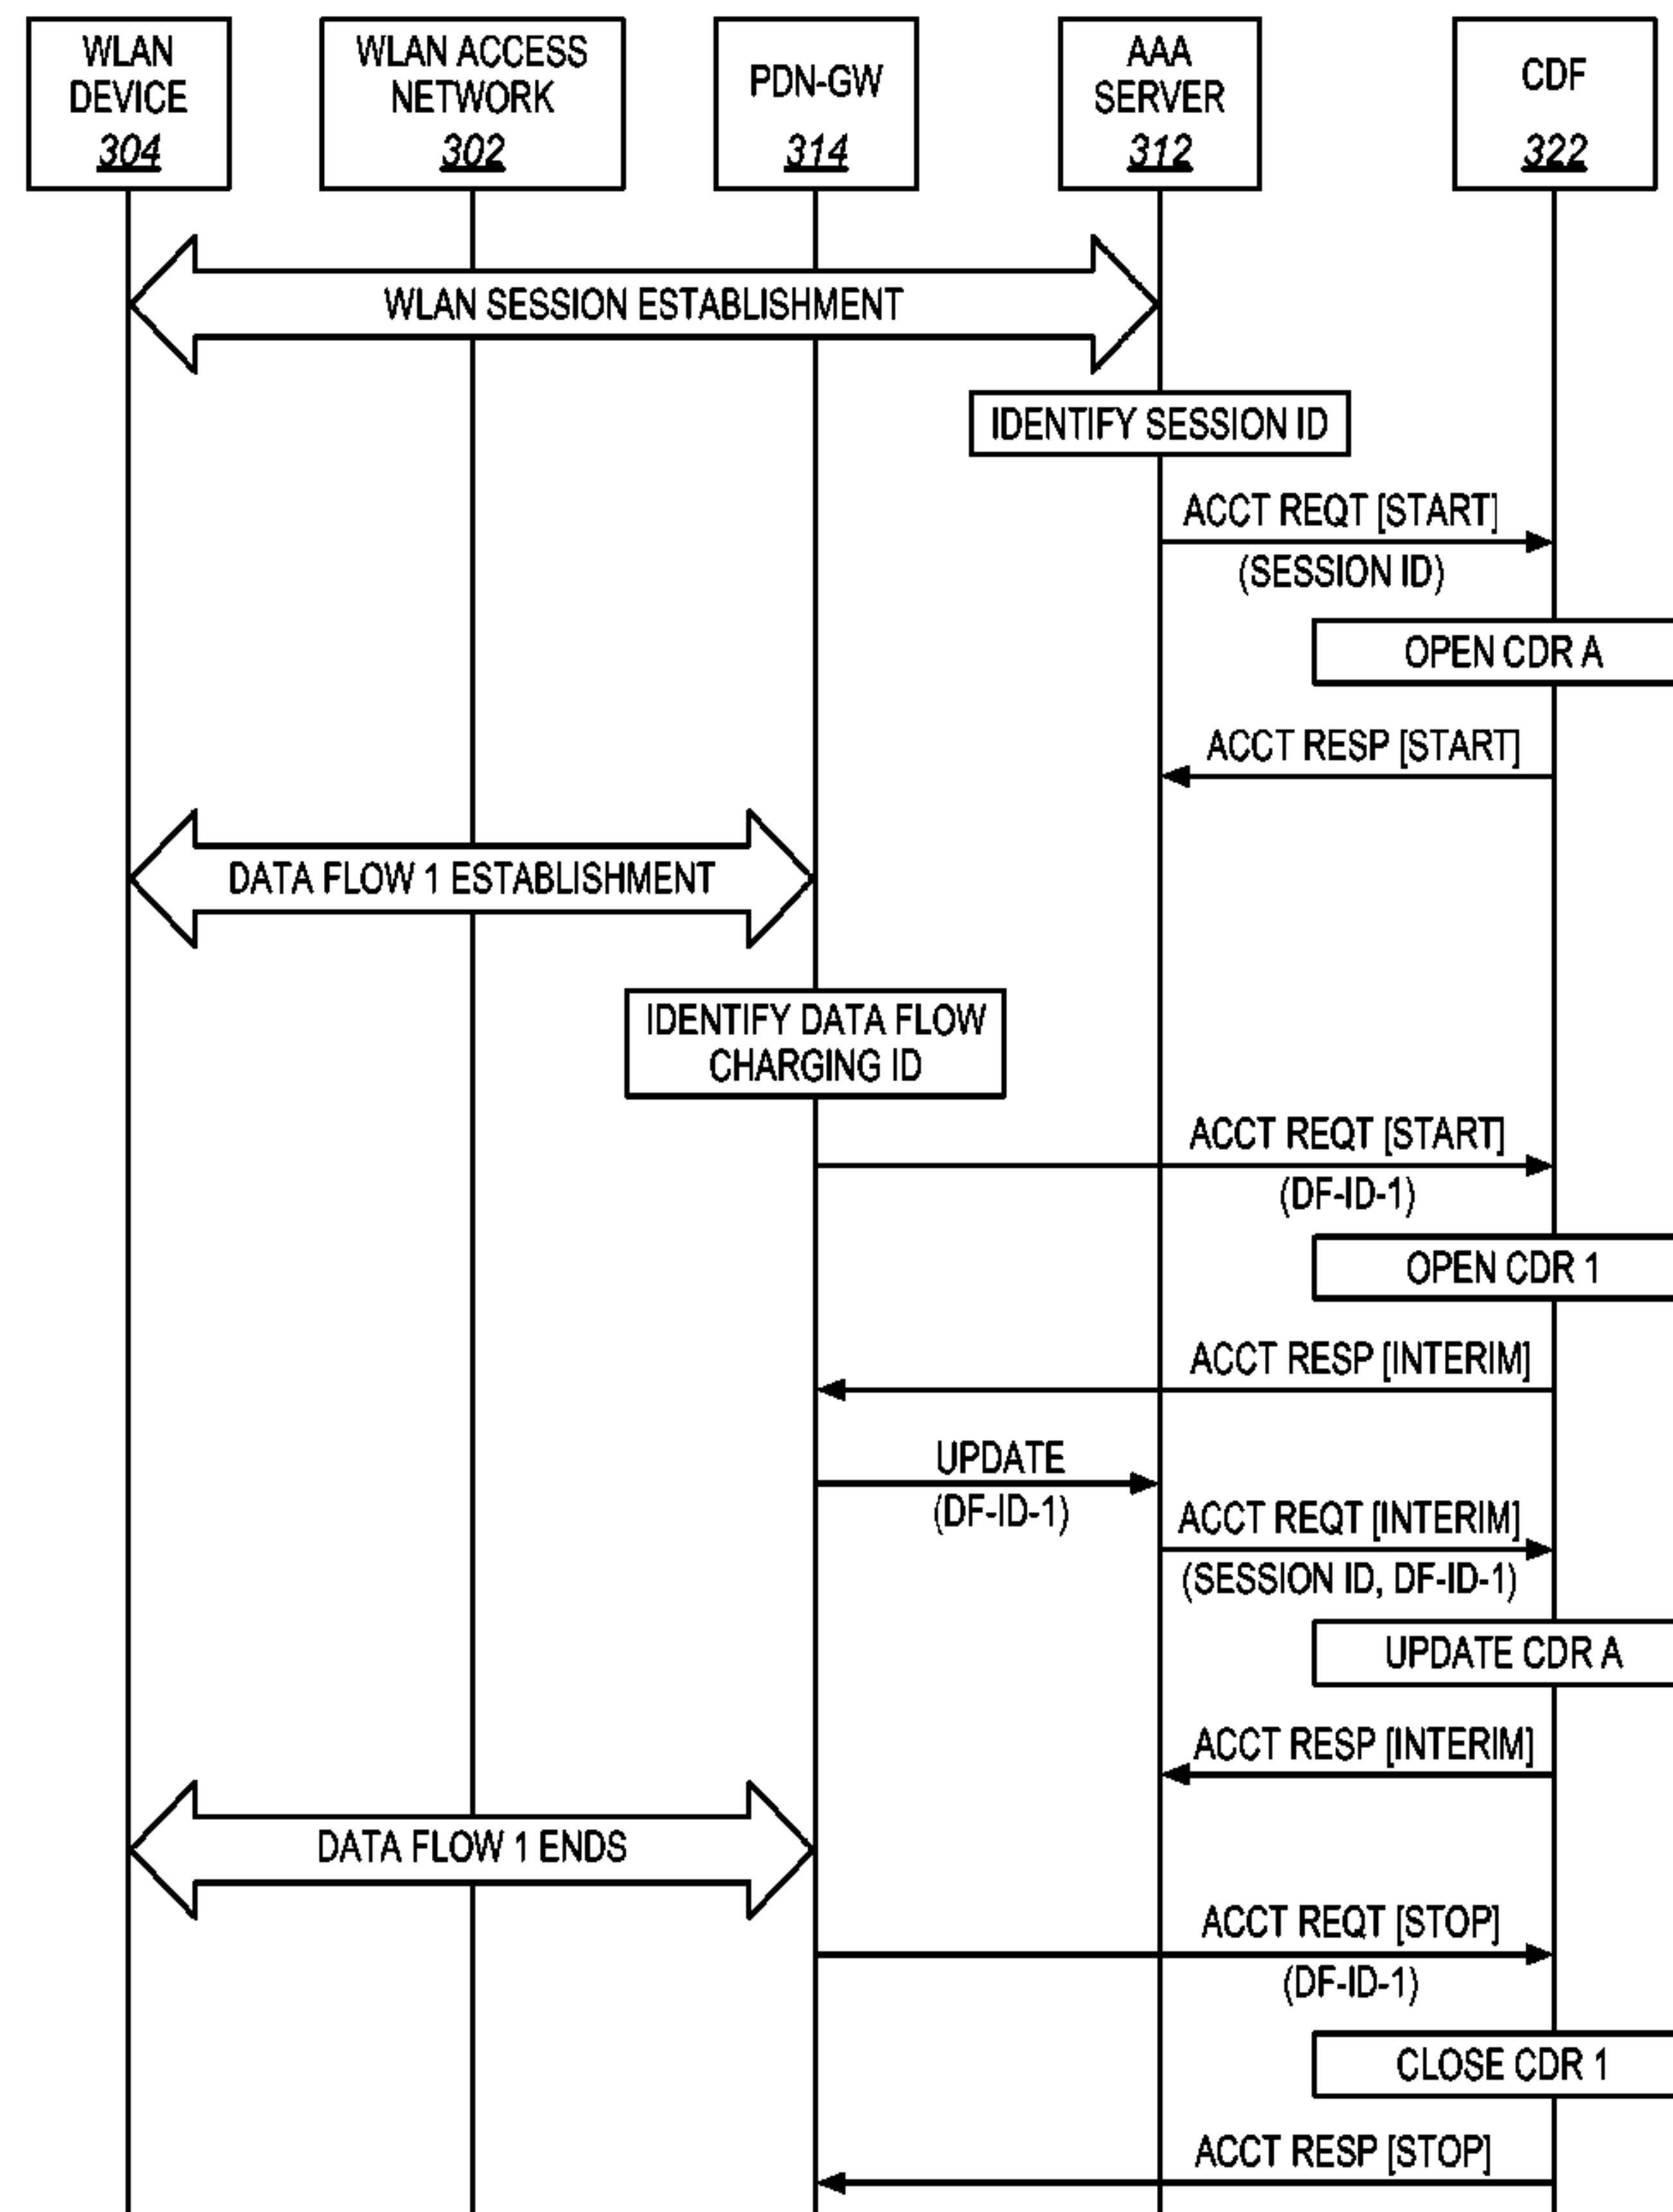 WLAN
DEVICE
304
WLAN ACCESS
NETWORK
302
PDN-GW
314
AAA
SERVER
312
CDF
322
WLAN SESSION ESTABLISHMENT
IDENTIFY SESSION ID
ACCT REQT [START]
(SESSION ID)
OPEN CDR A
ACCT RESP [START]
DATA FLOW 1 ESTABLISHMENT
IDENTIFY DATA FLOW
CHARGING ID
ACCT REQT [START]
(DF-ID-1)
OPEN CDR 1
ACCT RESP [INTERIM]
UPDATE
(DF-ID-1)
ACCT REQT [INTERIM]
(SESSION ID, DF-ID-1)
UPDATE CDR A
ACCT RESP [INTERIM]
DATA FLOW 1 ENDS
ACCT REQT [STOP]
(DF-ID-1)
CLOSE CDR 1
ACCT RESP [STOP]